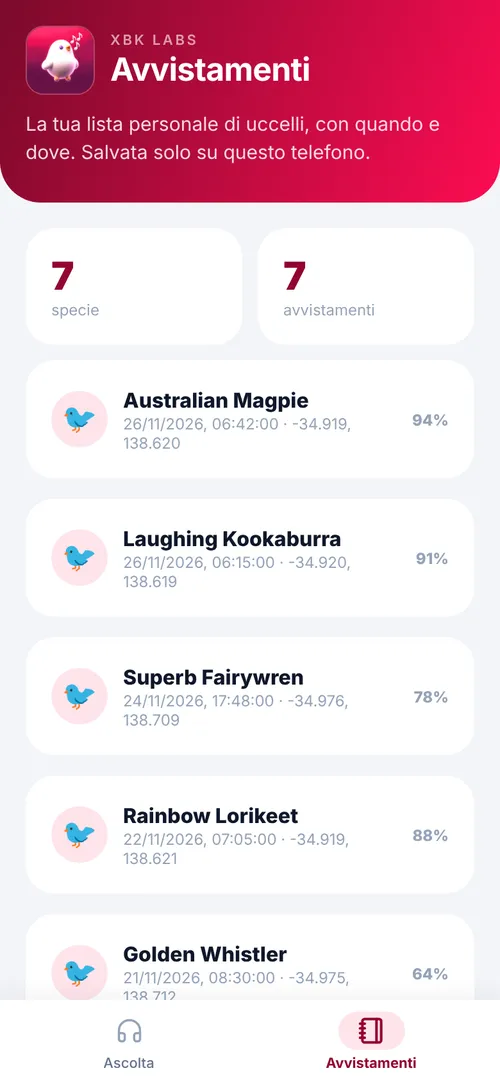 XBK LABS
Avvistamenti
La tua lista personale di uccelli, con quando e
dove. Salvata solo su questo telefono.
7
specie
7
avvistamenti
Australian Magpie
26/11/2026, 06:42:00 · -34.919,
138.620
94%
Laughing Kookaburra
26/11/2026, 06:15:00 · -34.920,
138.619
91%
Superb Fairywren
24/11/2026, 17:48:00 · -34.976,
138.709
78%
Rainbow Lorikeet
22/11/2026, 07:05:00 · -34.919,
138.621
88%
Golden Whistler
21/11/2026, 08:30:00 · -34.975,
138.712
64%
Ascolta
Avvistamenti